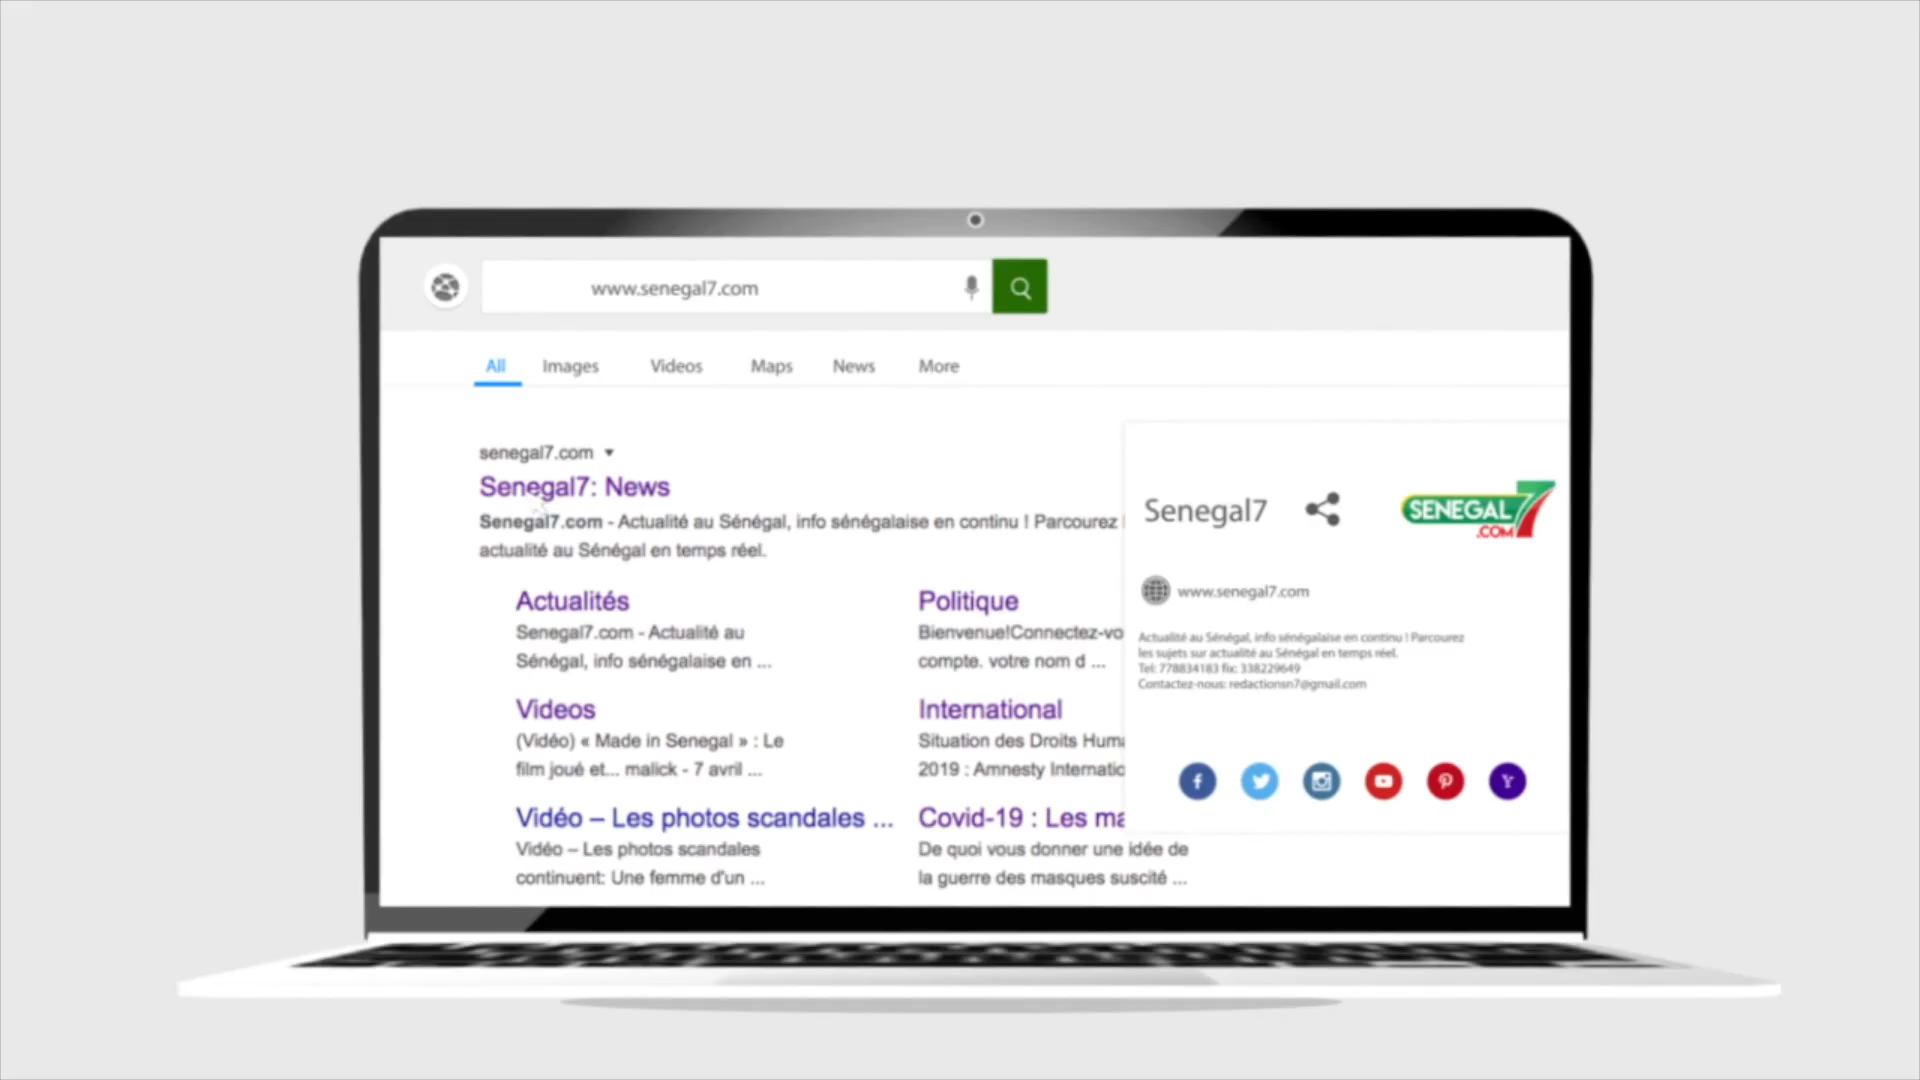 www.senegal7.com
All Images Videos Maps News More
senegal7.com
Senegal7: News
Senegal7.com - Actualité au Sénégal, info sénégalaise en continu ! Parcourez
actualité au Sénégal en temps réel.
Actualités
Senegal7.com - Actualité au
Sénégal, info sénégalaise en ...
Politique
Bienvenue!Connectez-vo
compte. votre nom d ...
Videos
(Vidéo) « Made in Senegal » : Le
film joué et... malick - 7 avril ...
International
Situation des Droits Huma
2019 : Amnesty Internatio
Vidéo – Les photos scandales ...
Vidéo – Les photos scandales
continuent: Une femme d'un ...
Covid-19 : Les ma
De quoi vous donner une idée de
la guerre des masques suscité ...
Senegal7
SENEGAL 7
.COM
www.senegal7.com
Actualité au Sénégal, info sénégalaise en continu ! Parcourez
les sujets sur actualité au Sénégal en temps réel.
Tel: 778834183 fix: 338229649
Contactez-nous: redactionsn7@gmail.com